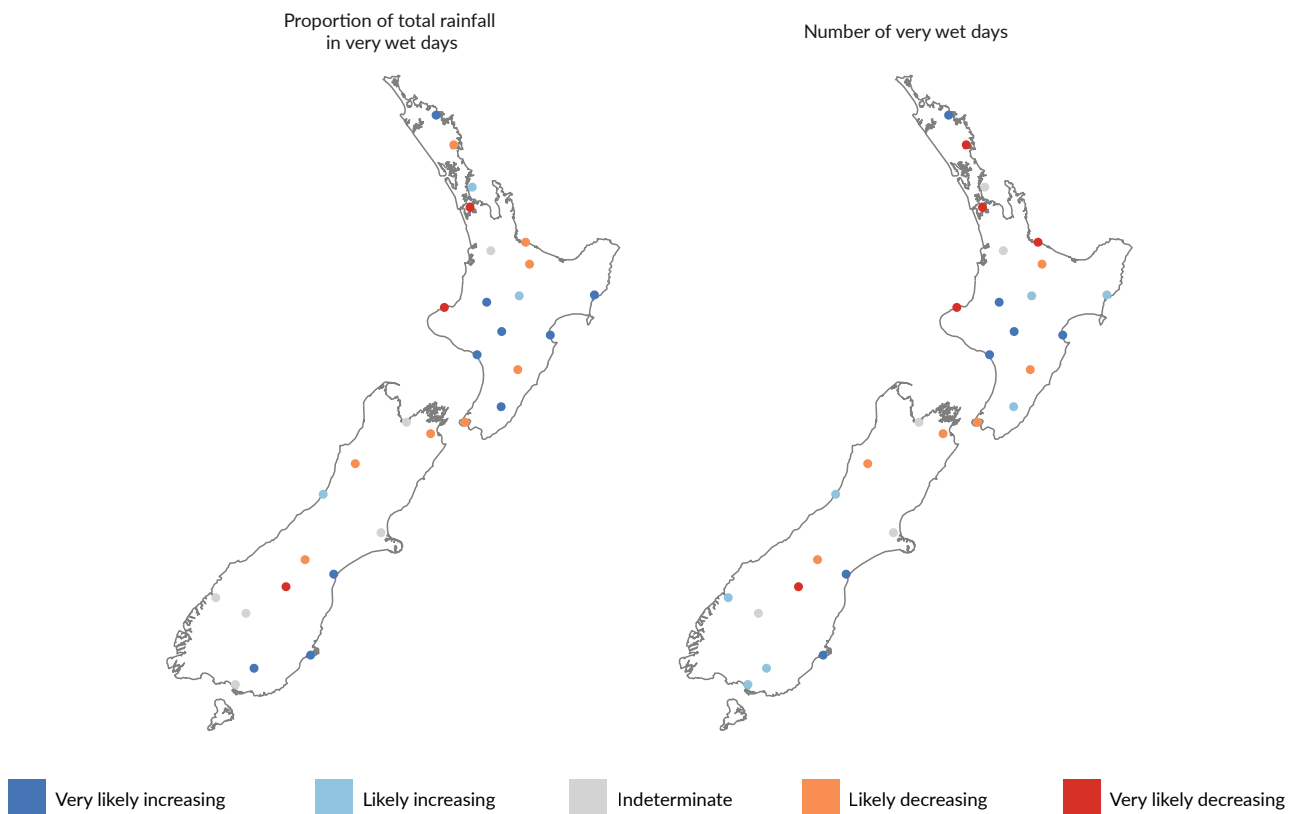 Proportion of total rainfall
in very wet days
Number of very wet days
Very likely increasing
Likely increasing
Indeterminate
Likely decreasing
Very likely decreasing